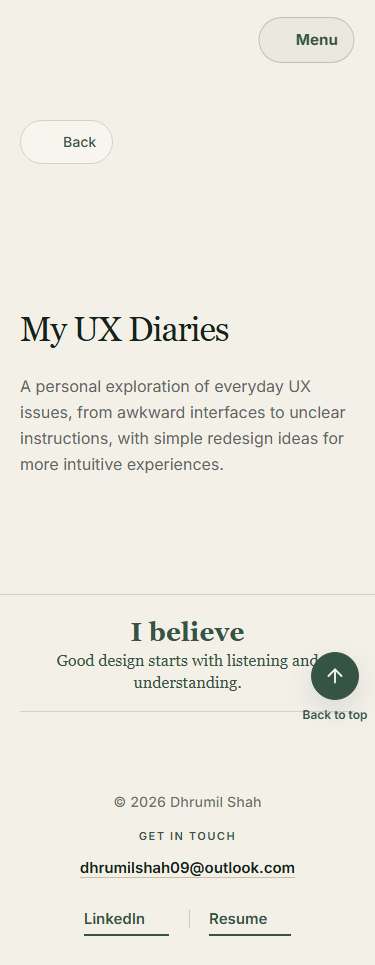 Menu
Back
My UX Diaries
A personal exploration of everyday UX
issues, from awkward interfaces to unclear
instructions, with simple redesign ideas for
more intuitive experiences.
I believe
Good design starts with listening and
understanding.
Back to top
© 2026 Dhrumil Shah
GET IN TOUCH
dhrumilshah09@outlook.com
LinkedIn
Resume